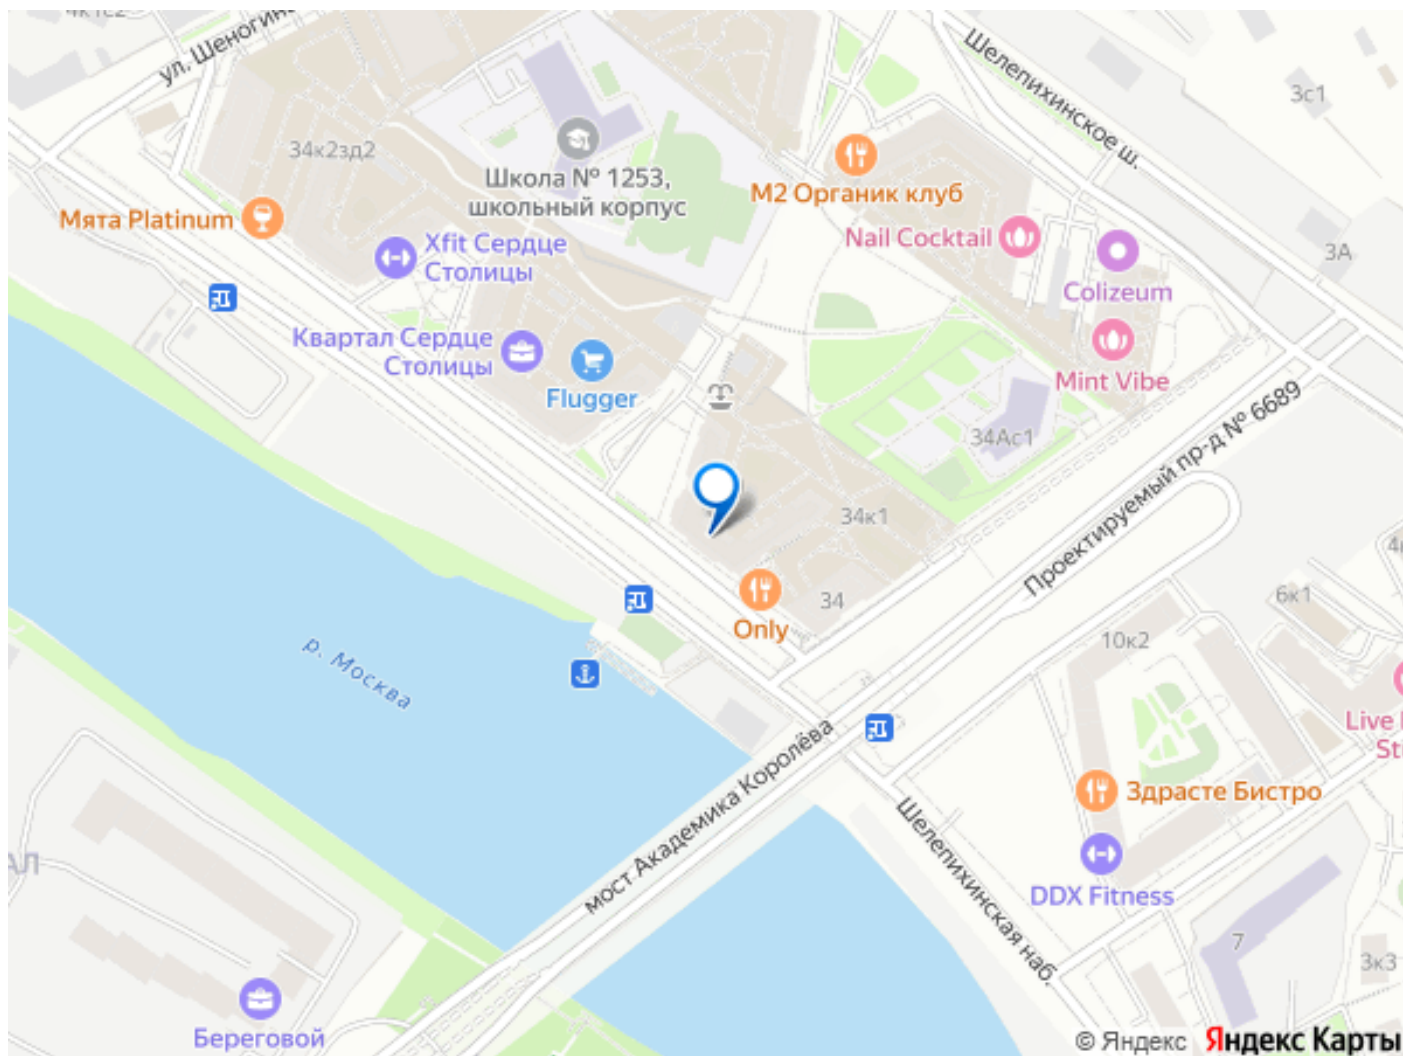 ул. Шеногина
Шелепихинское ш.
3с1
34к2зд2
Школа № 1253,
школьный корпус
М2 Органик клуб
Мята Platinum
Xfit Сердце
Столицы
Nail Cocktail
3А
Colizeum
Квартал Сердце
Столицы
Flugger
Mint Vibe
34Ас1
Проектируемый пр-д № 6689
34к1
6к1
34
Only
10к2
р. Москва
Live
мост Академика Королёва
Здрасте Бистро
Шелепихинская наб.
DDX Fitness
7
3к3
Береговой
© Яндекс Яндекс Карты